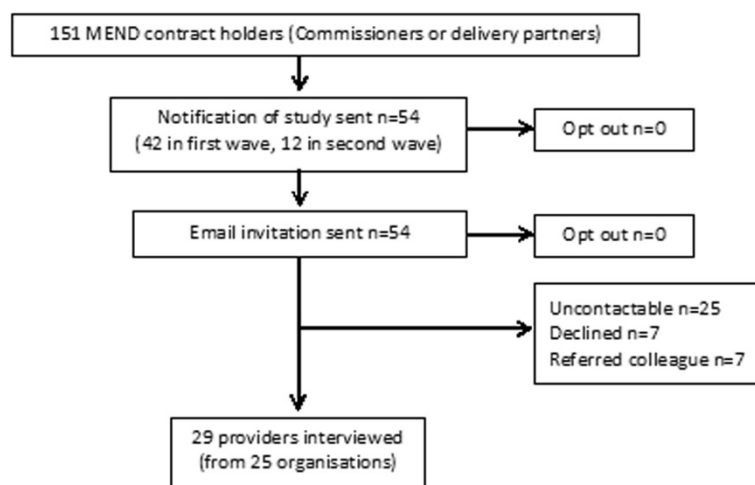 151 MEND contract holders (Commissioners or delivery partners)
Notification of study sent n=54
(42 in first wave, 12 in second wave)
Opt out n=0
Email invitation sent n=54
Opt out n=0
Uncontactable n=25
Declined n=7
Referred colleague n=7
29 providers interviewed
(from 25 organisations)